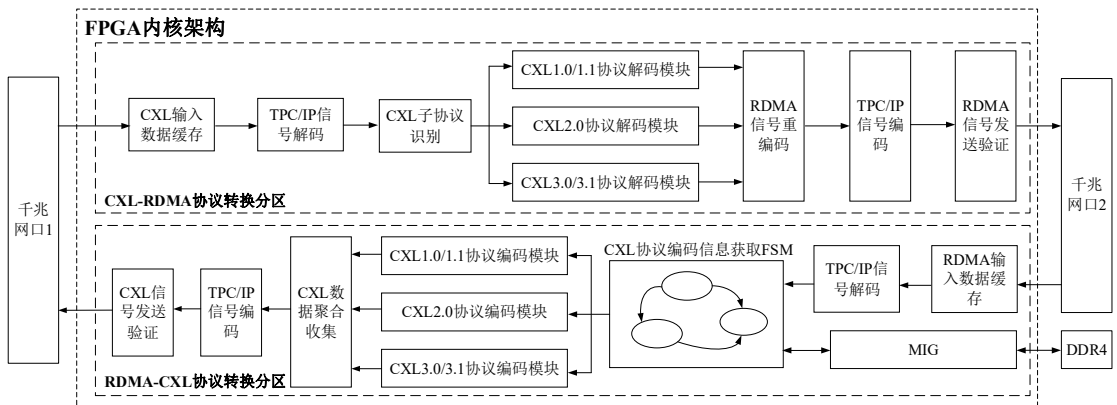 FPGA内核架构
千兆
网口1
CXL输入
数据缓存
TPC/IP信
号解码
CXL子协议
识别
CXL1.0/1.1协议解码模块
CXL2.0协议解码模块
CXL3.0/3.1协议解码模块
RDMA
信号重
编码
TPC/IP
信号编
码
RDMA
信号发
送验证
千兆
网口2
CXL-RDMA协议转换分区
CXL信
号发送
验证
TPC/IP
信号编
码
CXL数
据聚合
收集
CXL1.0/1.1协议编码模块
CXL2.0协议编码模块
CXL3.0/3.1协议编码模块
CXL协议编码信息获取FSM
TPC/IP信
号解码
RDMA输
入数据缓
存
MIG
DDR4
RDMA-CXL协议转换分区